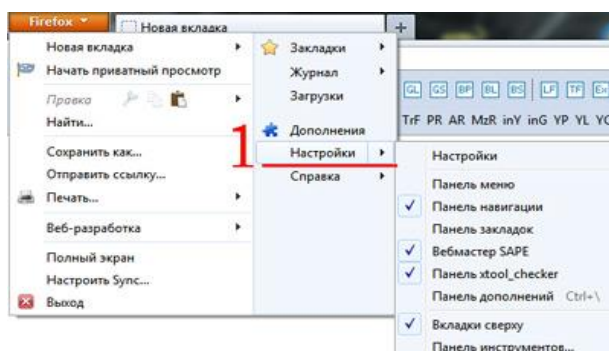 Firefox
Новая вкладка
+
Новая вкладка
Начать приватный просмотр
Правка
Найти...
Сохранить как...
Отправить ссылку...
Печать...
Веб-разработка
Полный экран
Настроить Sync...
Выход
Закладки
Журнал
Загрузки
Дополнения
1
Настройки
Справка
GL GS BP BL BS LF TF Ex
TrF PR AR MzR inY inG YP YL
Настройки
Панель меню
Панель навигации
Панель закладок
Вебмастер SAPE
Панель xtool_checker
Панель дополнений Ctrl+\
Вкладки сверху
Панель инструментов...